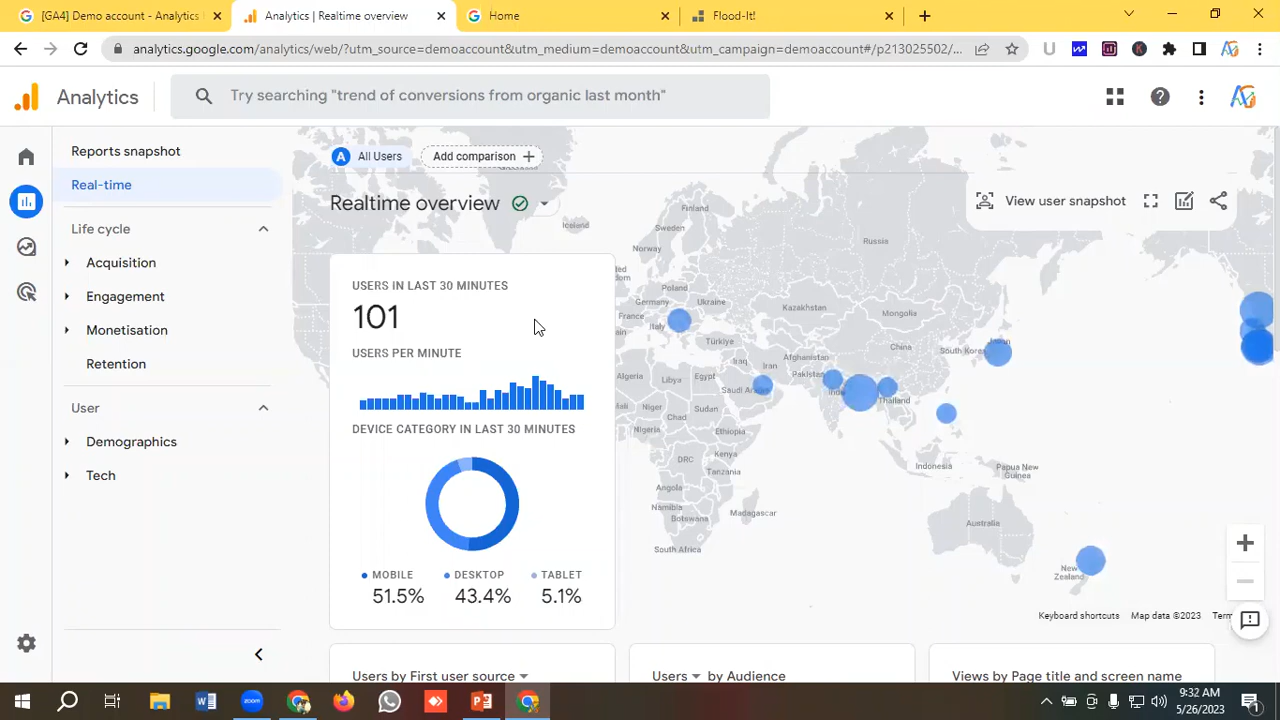 [GA4] Demo account - Analytics
Analytics | Realtime overview
Home
Flood-It!
analytics.google.com/analytics/web/?utm_source=demoaccount&utm_medium=demoaccount&utm_campaign=demoaccount#/p213025502/...
Analytics
Try searching "trend of conversions from organic last month"
Reports snapshot
Real-time
Life cycle
Acquisition
Engagement
Monetisation
Retention
User
Demographics
Tech
A All Users
Add comparison +
Realtime overview
View user snapshot
USERS IN LAST 30 MINUTES
101
USERS PER MINUTE
DEVICE CATEGORY IN LAST 30 MINUTES
MOBILE DESKTOP TABLET
51.5% 43.4% 5.1%
Iceland
Finland
Sweden
Norway
Russia
Poland
Germany
Ukraine
France
Kazakhstan
Mongolia
Italy
Türkiye
China
South Korea
Japan
Iraq
Iran
Afghanistan
Pakistan
Algeria
Libya
Egypt
Saudi Arabia
Thailand
Mali
Niger
Chad
Sudan
Nigeria
Ethiopia
DRC
Kenya
Tanzania
Indonesia
Papua New
Guinea
Angola
Namibia
Botswana
Madagascar
South Africa
Australia
New
Zealand
Keyboard shortcuts
Map data ©2023
Users by First user source
Users by Audience
Views by Page title and screen name
W
zoom
9:32 AM
5/26/2023